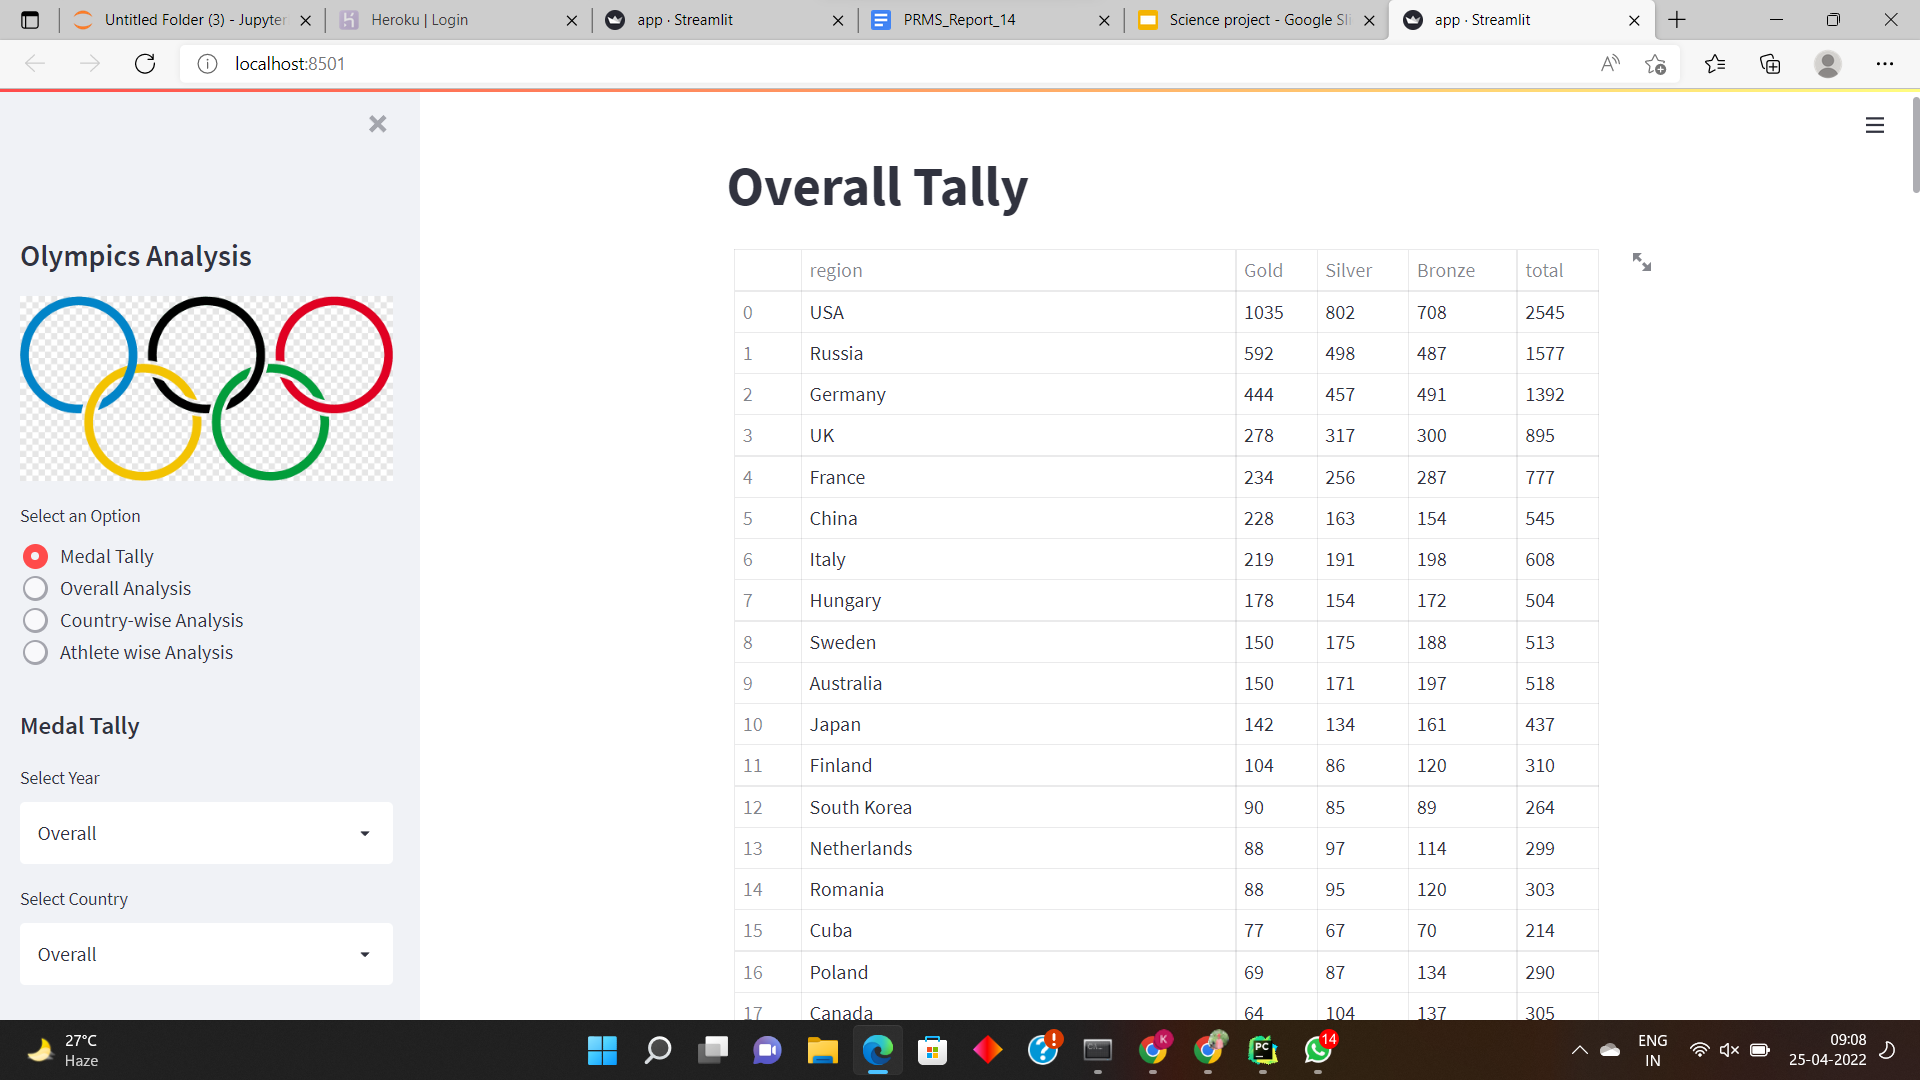 Untitled Folder (3) - Jupyter
Heroku | Login
app · Streamlit
PRMS_Report_14
Science project - Google Sli
app · Streamlit
localhost:8501
Olympics Analysis
Select an Option
Medal Tally
Overall Analysis
Country-wise Analysis
Athlete wise Analysis
Medal Tally
Select Year
Overall
Select Country
Overall
Overall Tally
region Gold Silver Bronze total
0 USA 1035 802 708 2545
1 Russia 592 498 487 1577
2 Germany 444 457 491 1392
3 UK 278 317 300 895
4 France 234 256 287 777
5 China 228 163 154 545
6 Italy 219 191 198 608
7 Hungary 178 154 172 504
8 Sweden 150 175 188 513
9 Australia 150 171 197 518
10 Japan 142 134 161 437
11 Finland 104 86 120 310
12 South Korea 90 85 89 264
13 Netherlands 88 97 114 299
14 Romania 88 95 120 303
15 Cuba 77 67 70 214
16 Poland 69 87 134 290
17 Canada 64 104 137 305
27°C
Haze
K
PC
14
ENG
IN
09:08
25-04-2022